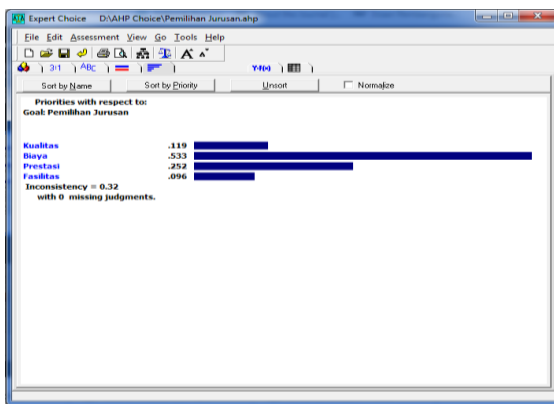 Expert Choice D:\AHP Choice\Pemilihan Jurusan.ahp
File Edit Assessment View Go Tools Help
3:1 ABC Y=f(x)
Sort by Name Sort by Priority Unsort Normalize
Priorities with respect to:
Goal: Pemilihan Jurusan
Kualitas .119
Biaya .533
Prestasi .252
Fasilitas .096
Inconsistency = 0.32
with 0 missing judgments.